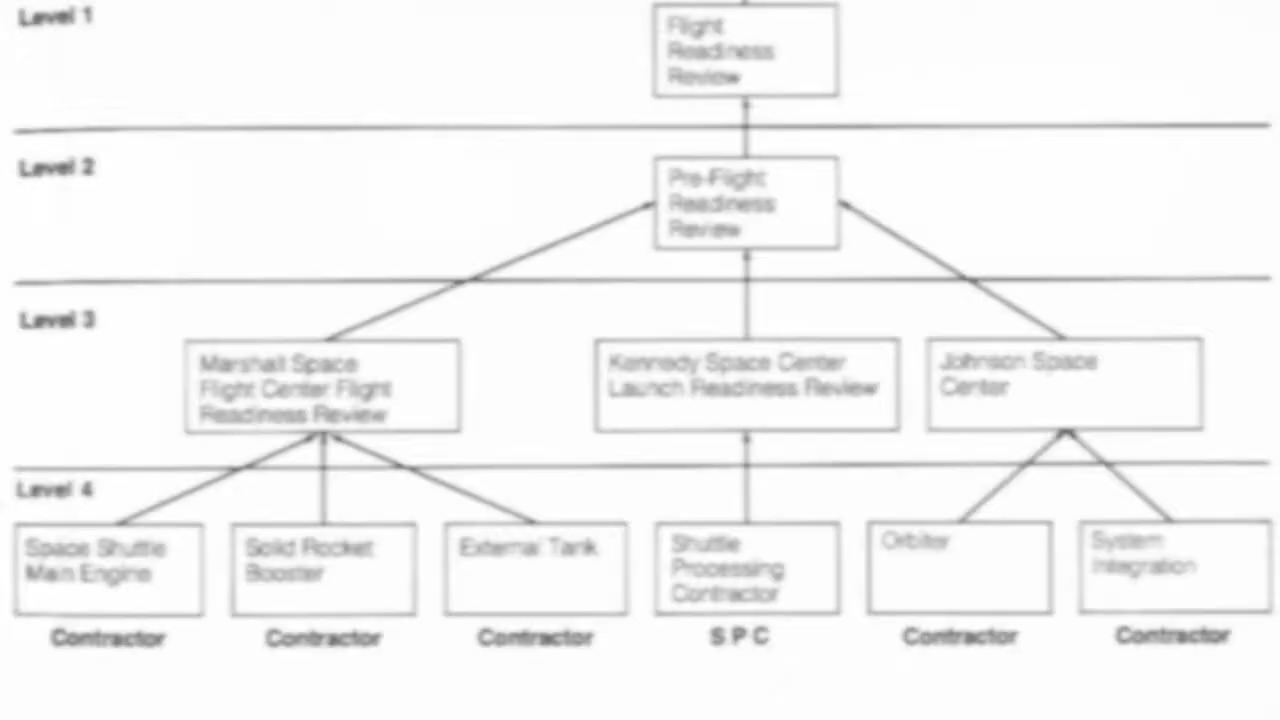 Level 1
Flight
Readiness
Review
Level 2
Pre-Flight
Readiness
Review
Level 3
Marshall Space
Flight Center Flight
Readiness Review
Kennedy Space Center
Launch Readiness Review
Johnson Space
Center
Level 4
Space Shuttle
Main Engine
Solid Rocket
Booster
External Tank
Shuttle
Processing
Contractor
Orbiter
System
Integration
Contractor
Contractor
Contractor
S P C
Contractor
Contractor